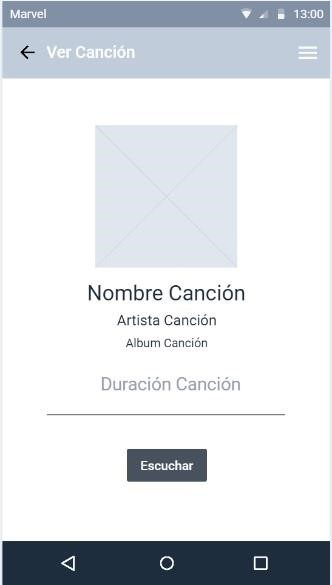 Marvel 13:00
Ver Canción
Nombre Canción
Artista Canción
Album Canción
Duración Canción
Escuchar